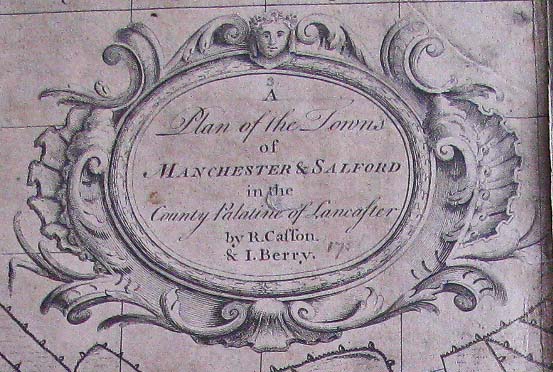 A
Plan of the Towns
of
MANCHESTER & SALFORD
in the
County Palatine of Lancaſter
by R. Caſſon.
& I. Berry.